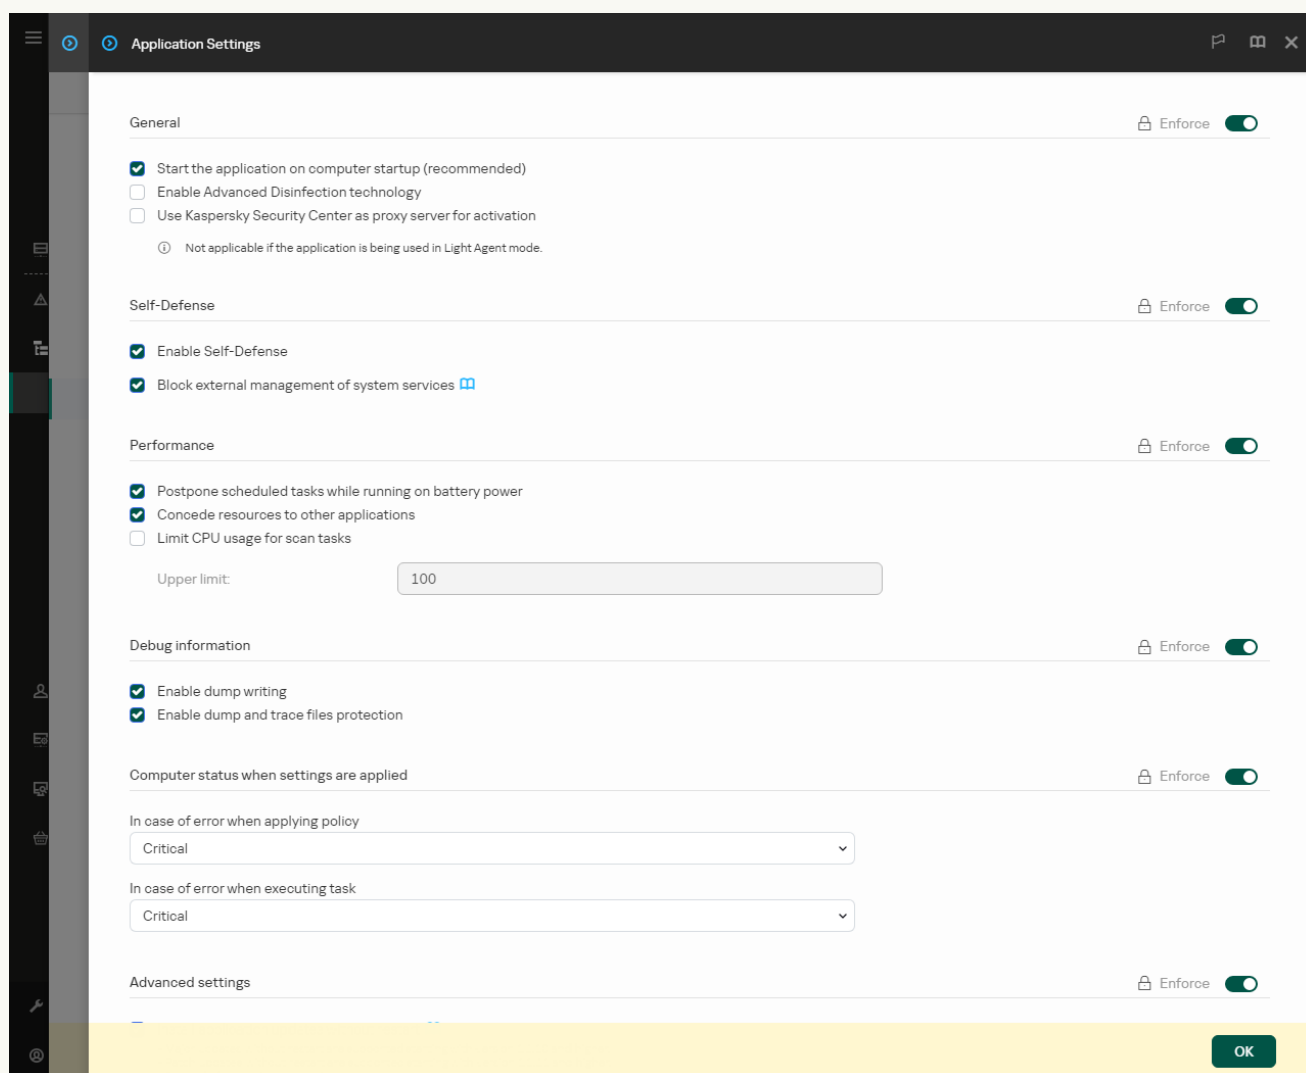 Application Settings
General
Enforce
Start the application on computer startup (recommended)
Enable Advanced Disinfection technology
Use Kaspersky Security Center as proxy server for activation
Not applicable if the application is being used in Light Agent mode.
Self-Defense
Enforce
Enable Self-Defense
Block external management of system services
Performance
Enforce
Postpone scheduled tasks while running on battery power
Concede resources to other applications
Limit CPU usage for scan tasks
Upper limit:
100
Debug information
Enforce
Enable dump writing
Enable dump and trace files protection
Computer status when settings are applied
Enforce
In case of error when applying policy
Critical
In case of error when executing task
Critical
Advanced settings
Enforce
OK